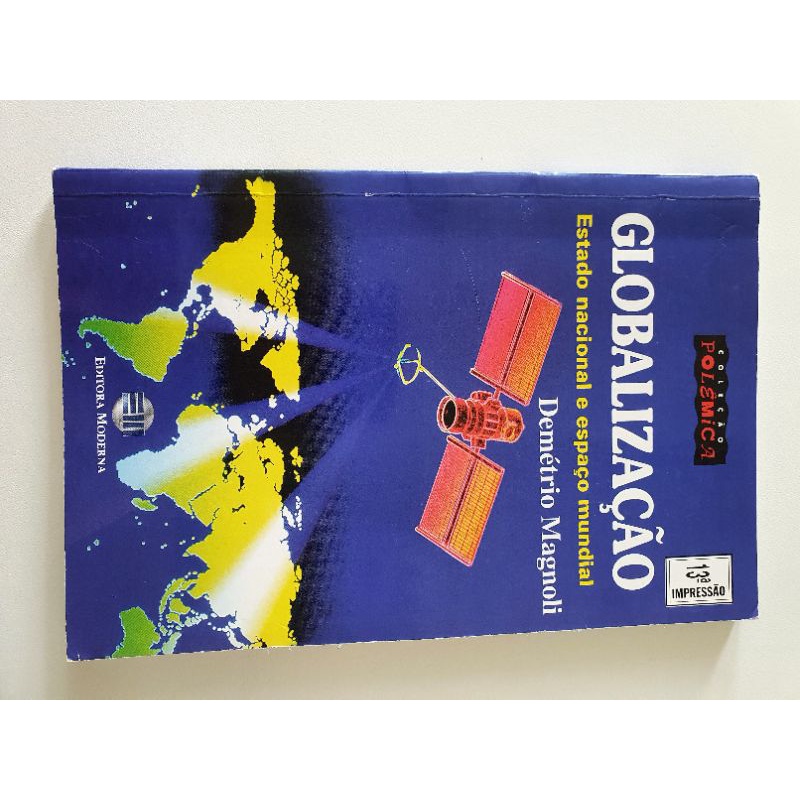 COLEÇÃO
POLÊMICA
GLOBALIZAÇÃO
Estado nacional e espaço mundial
Demétrio Magnoli
13ª
IMPRESSÃO
EDITORA MODERNA